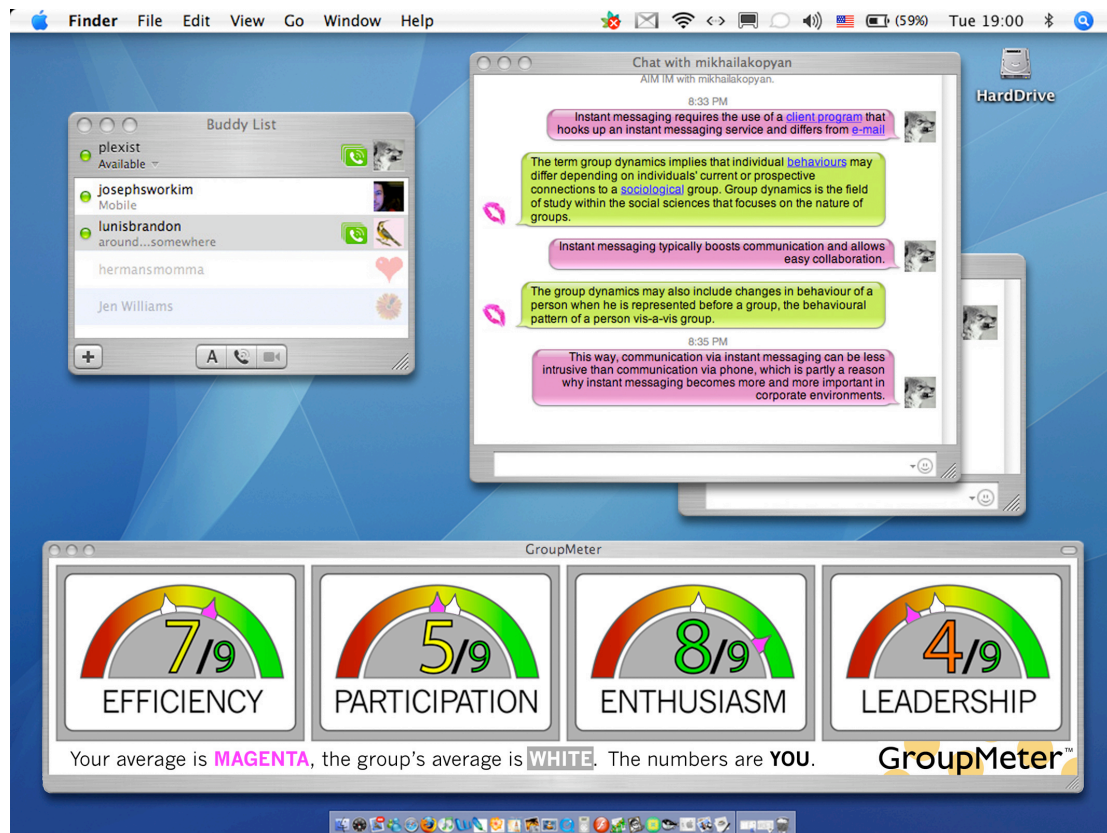 Finder File Edit View Go Window Help (59%) Tue 19:00
HardDrive
Buddy List
plexist
Available
josephsworkim
Mobile
lunisbrandon
around...somewhere
hermansmomma
Jen Williams
A
Chat with mikhailakopyan
AIM IM with mikhailakopyan.
8:33 PM
Instant messaging requires the use of a client program that
hooks up an instant messaging service and differs from e-mail
The term group dynamics implies that individual behaviours may
differ depending on individuals' current or prospective
connections to a sociological group. Group dynamics is the field
of study within the social sciences that focuses on the nature of
groups.
Instant messaging typically boosts communication and allows
easy collaboration.
The group dynamics may also include changes in behaviour of a
person when he is represented before a group, the behavioural
pattern of a person vis-a-vis group.
8:35 PM
This way, communication via instant messaging can be less
intrusive than communication via phone, which is partly a reason
why instant messaging becomes more and more important in
corporate environments.
GroupMeter
7/9
EFFICIENCY
5/9
PARTICIPATION
8/9
ENTHUSIASM
4/9
LEADERSHIP
Your average is MAGENTA, the group's average is WHITE. The numbers are YOU.
GroupMeter™